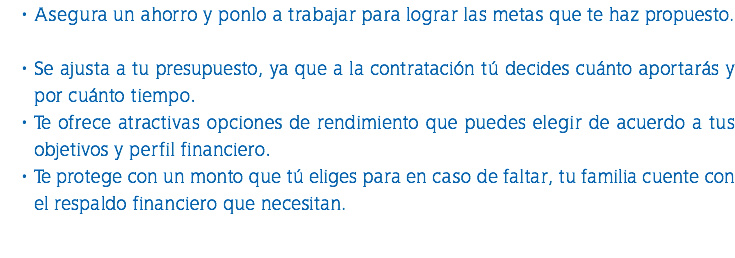 • Asegura un ahorro y ponlo a trabajar para lograr las metas que te haz propuesto.
• Se ajusta a tu presupuesto, ya que a la contratación tú decides cuánto aportarás y
por cuánto tiempo.
• Te ofrece atractivas opciones de rendimiento que puedes elegir de acuerdo a tus
objetivos y perfil financiero.
• Te protege con un monto que tú eliges para en caso de faltar, tu familia cuente con
el respaldo financiero que necesitan.